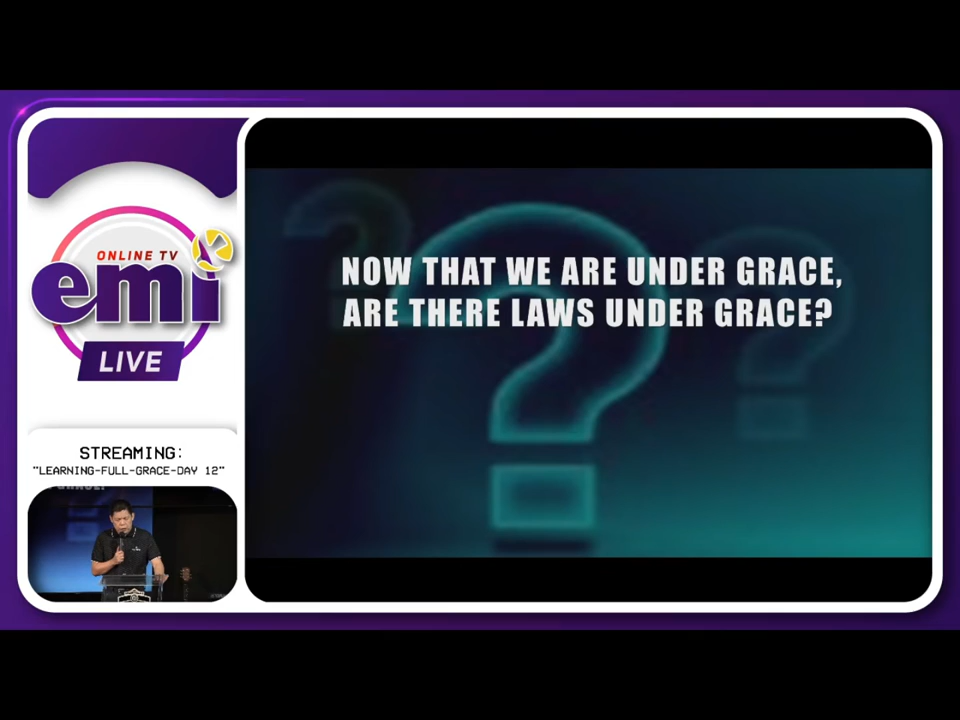 ONLINE TV
emi
LIVE
STREAMING:
"LEARNING-FULL-GRACE-DAY 12"
NOW THAT WE ARE UNDER GRACE,
ARE THERE LAWS UNDER GRACE?